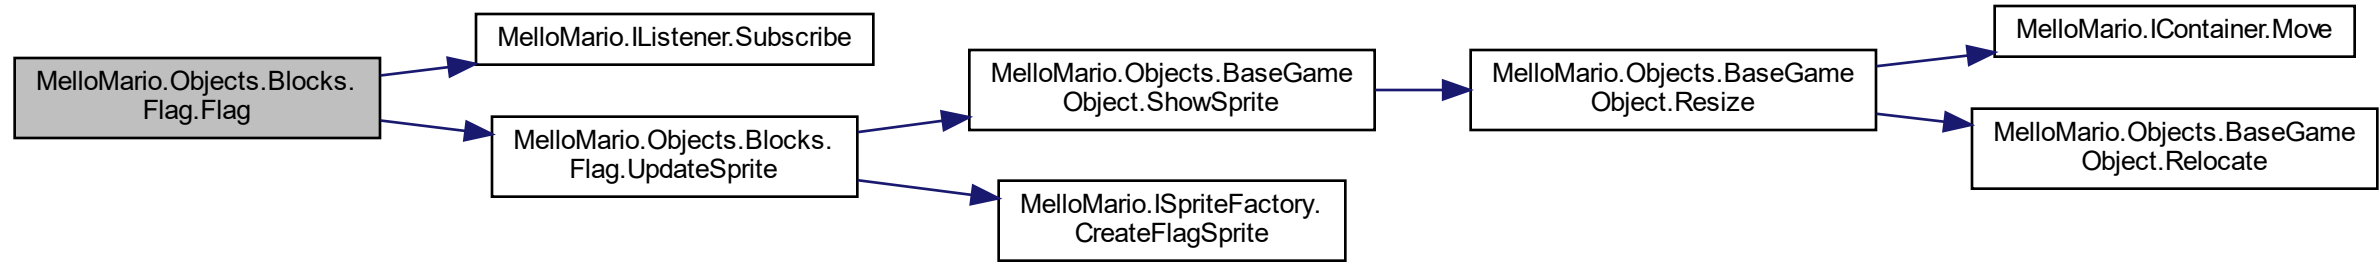 MelloMario.Objects.Blocks.
Flag.Flag
MelloMario.IListener.Subscribe
MelloMario.Objects.Blocks.
Flag.UpdateSprite
MelloMario.Objects.BaseGame
Object.ShowSprite
MelloMario.ISpriteFactory.
CreateFlagSprite
MelloMario.Objects.BaseGame
Object.Resize
MelloMario.IContainer.Move
MelloMario.Objects.BaseGame
Object.Relocate